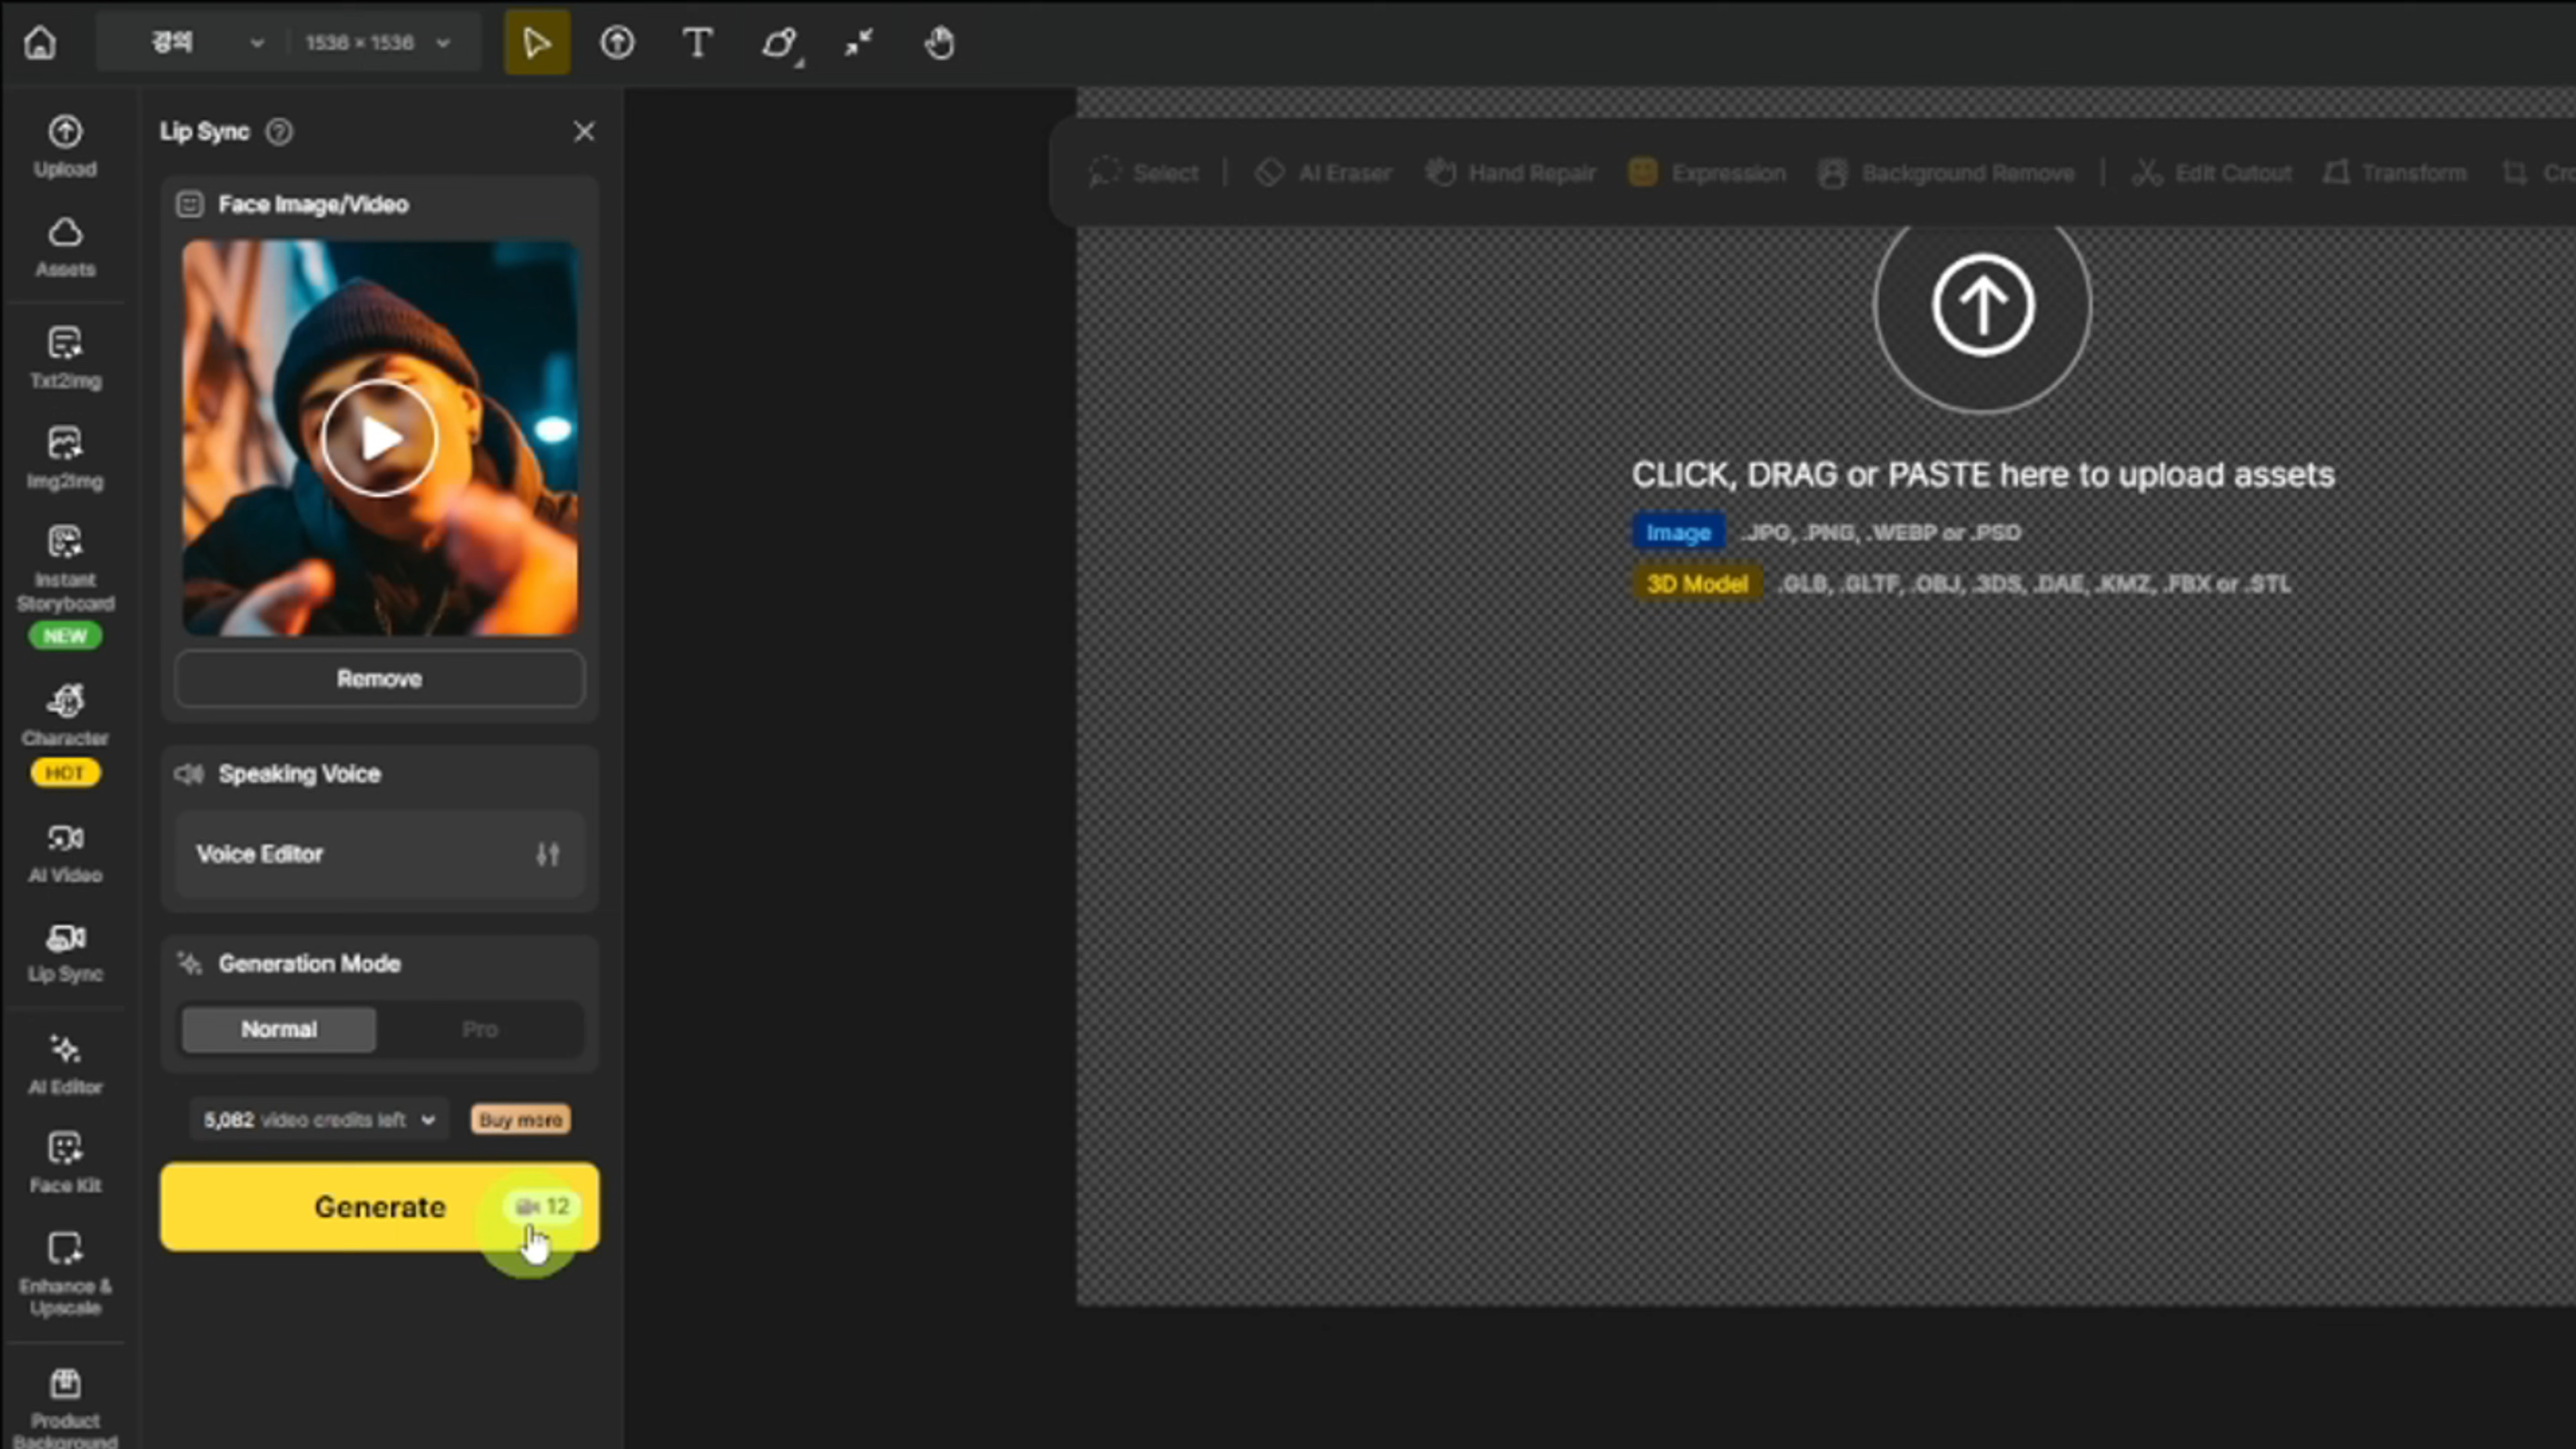 경의
1536 × 1536
T
Upload
Assets
Txt2img
Img2img
Instant
Storyboard
NEW
Character
HOT
AI Video
Lip Sync
AI Editor
Face Kit
Enhance &
Upscale
Product
Background
Lip Sync
Face Image/Video
Remove
Speaking Voice
Voice Editor
Generation Mode
Normal Pro
5,082 video credits left Buy more
Generate 12
Select AI Eraser Hand Repair Expression Background Remove Edit Cutout Transform Cro
CLICK, DRAG or PASTE here to upload assets
Image .JPG, .PNG, .WEBP or .PSD
3D Model .GLB, .GLTF, .OBJ, .3DS, .DAE, .KMZ, .FBX or .STL